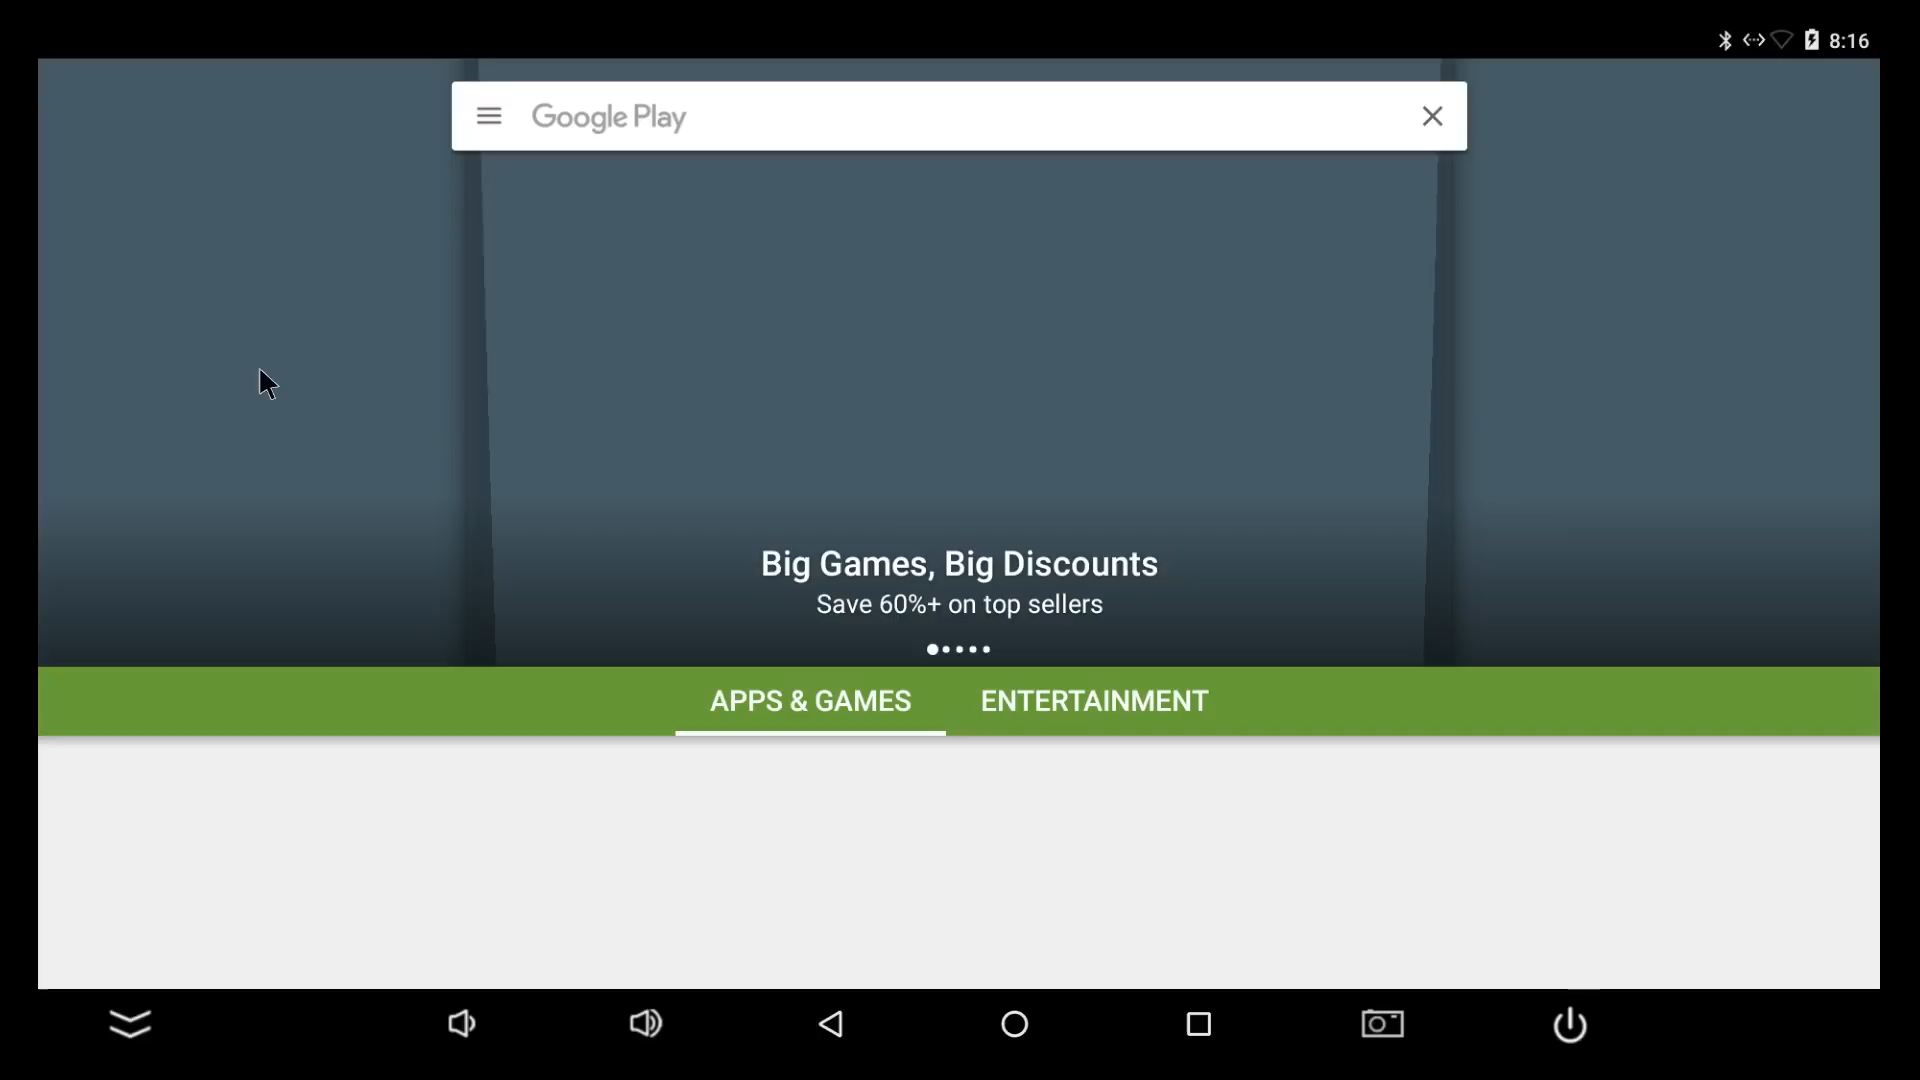 8:16
Google Play
Big Games, Big Discounts
Save 60%+ on top sellers
APPS & GAMES
ENTERTAINMENT